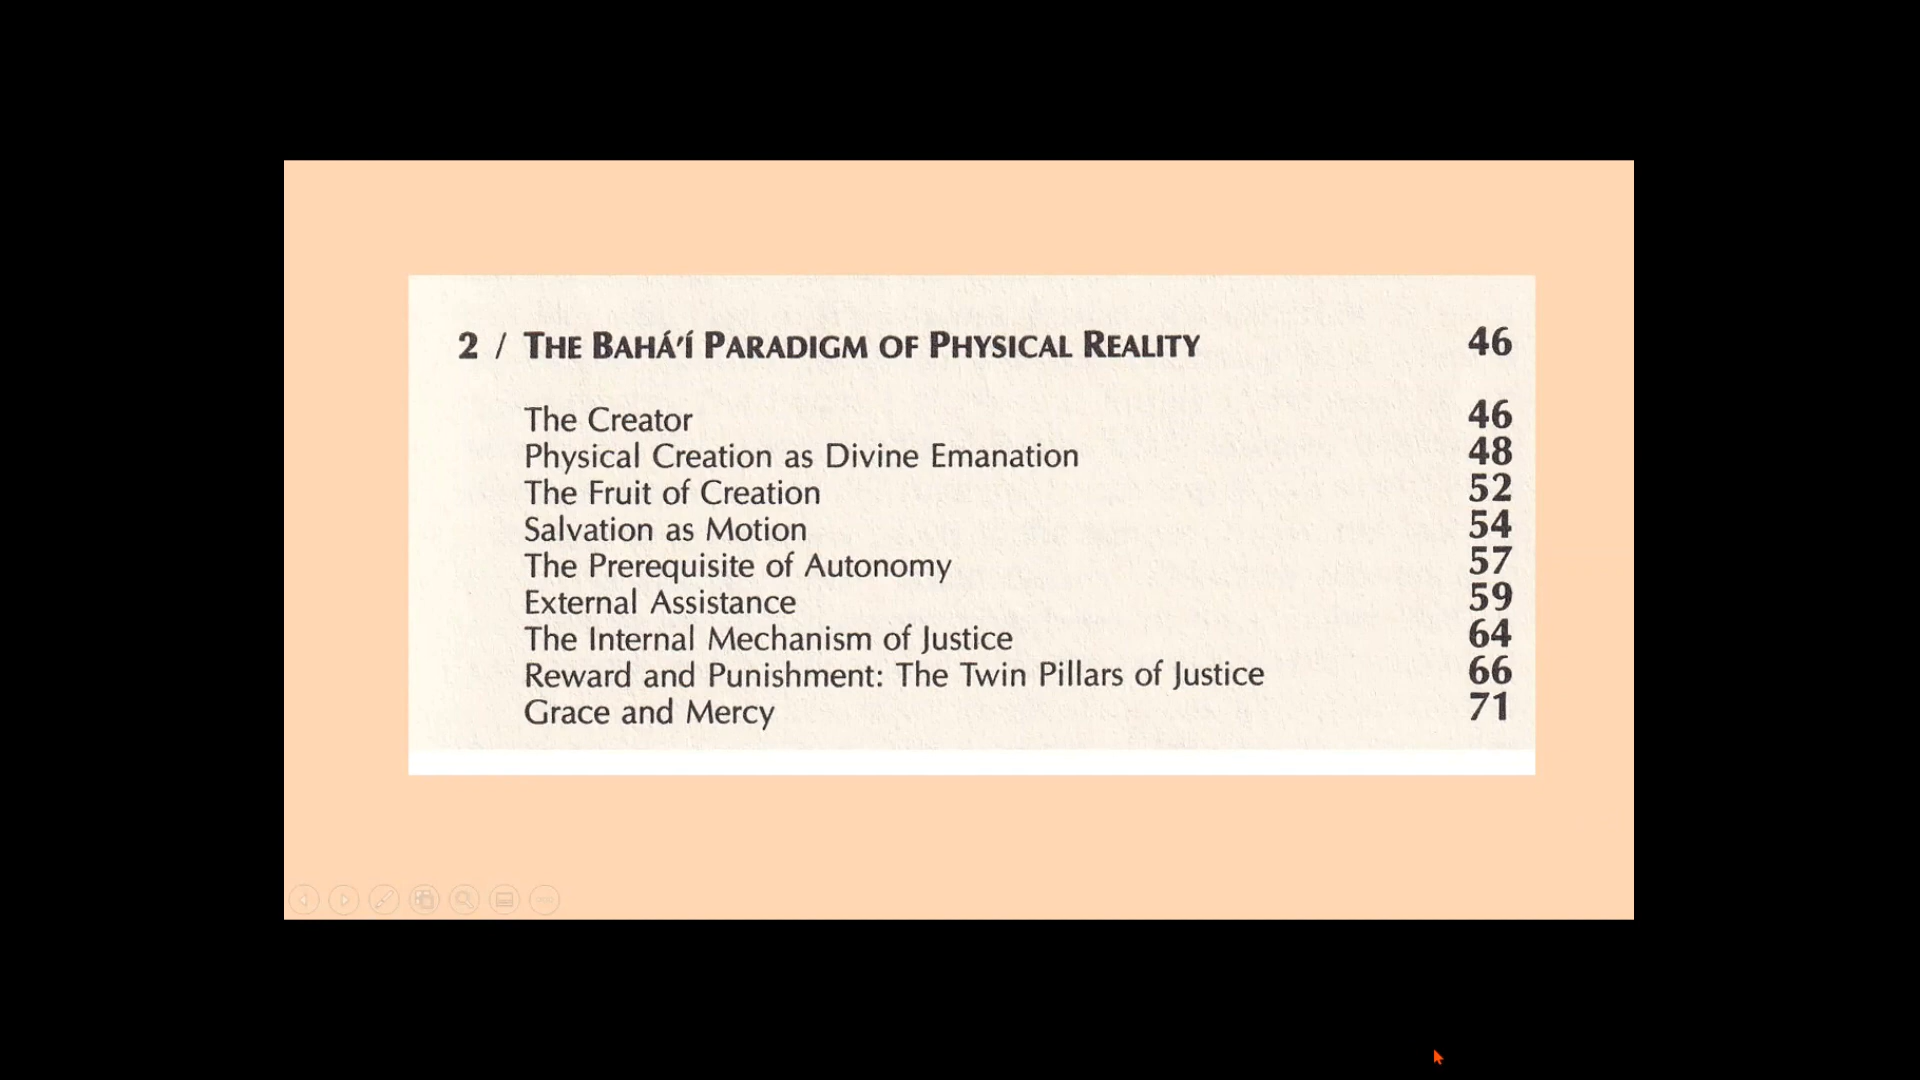 2 / THE BAHÁ'Í PARADIGM OF PHYSICAL REALITY 46
The Creator 46
Physical Creation as Divine Emanation 48
The Fruit of Creation 52
Salvation as Motion 54
The Prerequisite of Autonomy 57
External Assistance 59
The Internal Mechanism of Justice 64
Reward and Punishment: The Twin Pillars of Justice 66
Grace and Mercy 71